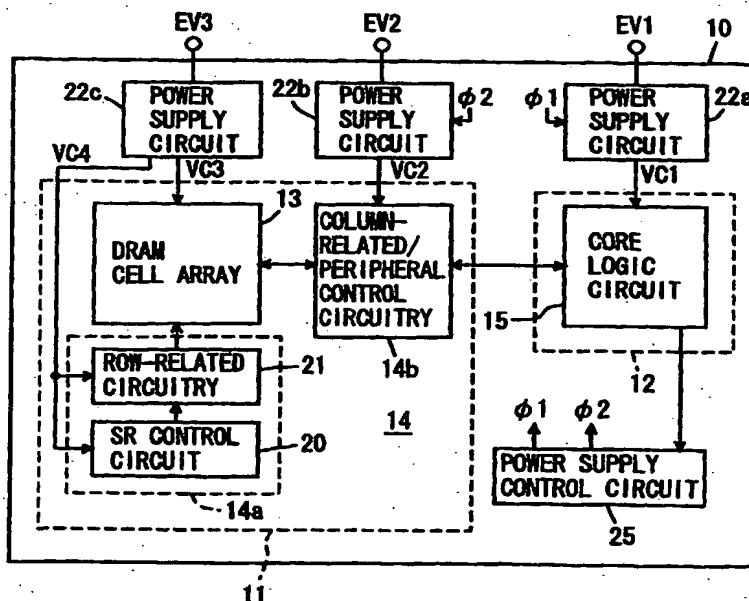 EV3
EV2
EV1
10
22c
POWER
SUPPLY
CIRCUIT
22b
POWER
SUPPLY
CIRCUIT
ϕ2
ϕ1
POWER
SUPPLY
CIRCUIT
22a
VC4
VC3
VC2
VC1
13
DRAM
CELL ARRAY
COLUMN-
RELATED/
PERIPHERAL
CONTROL
CIRCUITRY
CORE
LOGIC
CIRCUIT
15
14b
12
ROW-RELATED
CIRCUITRY
21
14
SR CONTROL
CIRCUIT
20
14a
ϕ1
ϕ2
POWER SUPPLY
CONTROL CIRCUIT
25
11